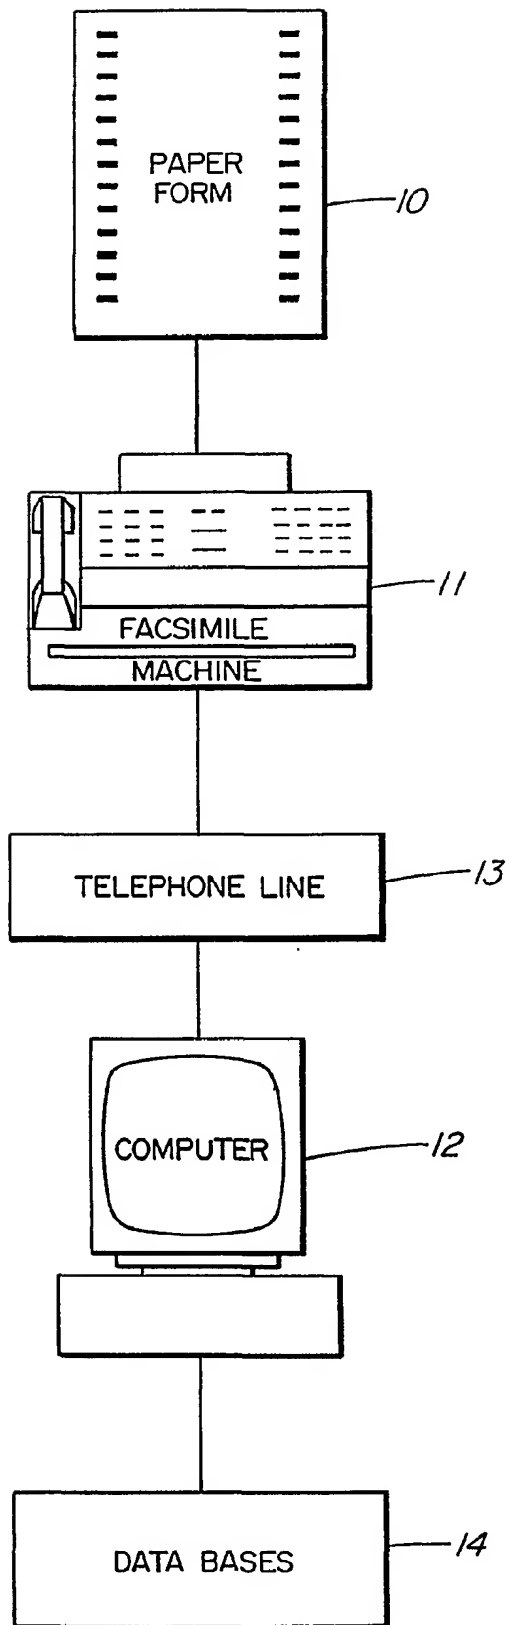 PAPER
FORM
10
11
FACSIMILE
MACHINE
TELEPHONE LINE
13
COMPUTER
12
DATA BASES
14